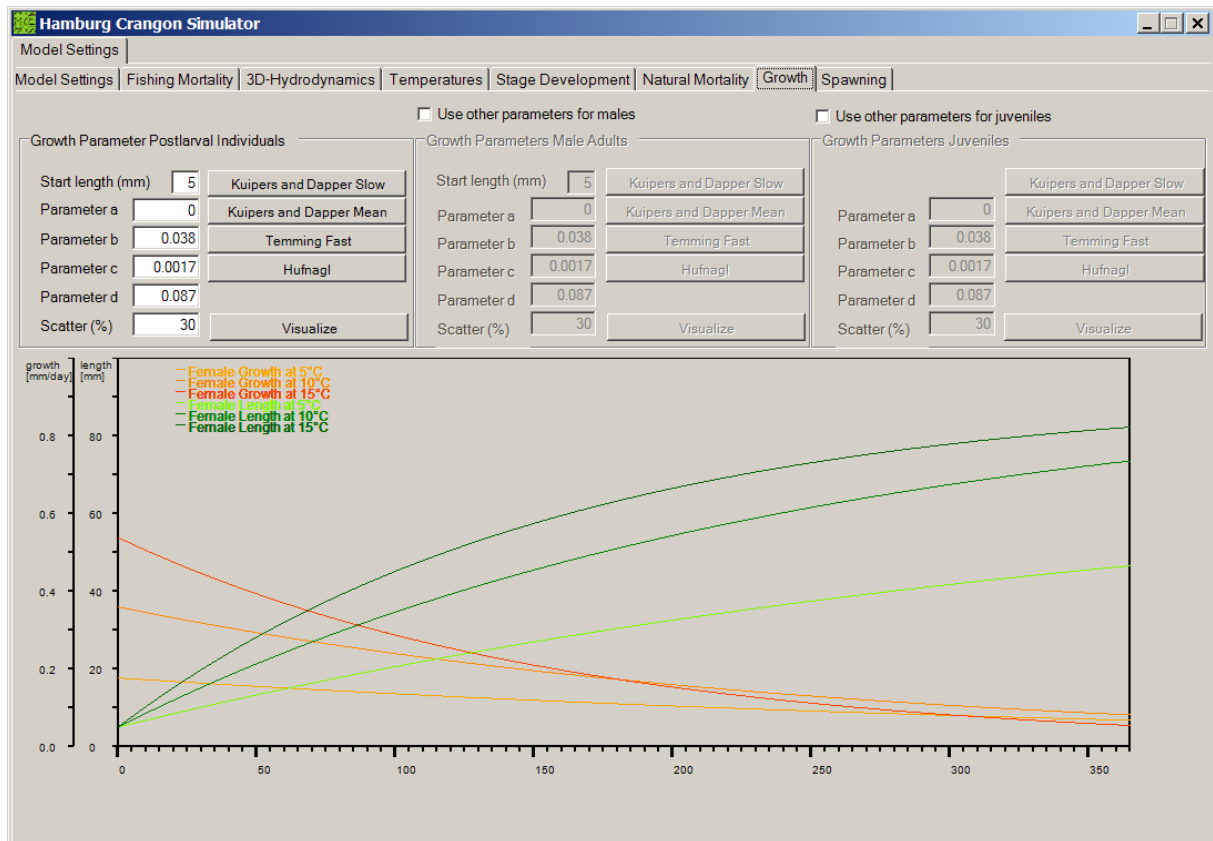 Hamburg Crangon Simulator
Model Settings
Model Settings Fishing Mortality 3D-Hydrodynamics Temperatures Stage Development Natural Mortality Growth Spawning
Use other parameters for males
Use other parameters for juveniles
Growth Parameter Postlarval Individuals
Start length (mm) 5 Kuipers and Dapper Slow
Parameter a 0 Kuipers and Dapper Mean
Parameter b 0.038 Temming Fast
Parameter c 0.0017 Hufnagl
Parameter d 0.087
Scatter (%) 30 Visualize
Growth Parameters Male Adults
Start length (mm) 5 Kuipers and Dapper Slow
Parameter a 0 Kuipers and Dapper Mean
Parameter b 0.038 Temming Fast
Parameter c 0.0017 Hufnagl
Parameter d 0.087
Scatter (%) 30 Visualize
Growth Parameters Juveniles
Kuipers and Dapper Slow
Parameter a 0 Kuipers and Dapper Mean
Parameter b 0.038 Temming Fast
Parameter c 0.0017 Hufnagl
Parameter d 0.087
Scatter (%) 30 Visualize
growth length
[mm/day] [mm]
Female Growth at 5°C
Female Growth at 10°C
Female Growth at 15°C
Female Length at 5°C
Female Length at 10°C
Female Length at 15°C
0.8 80
0.6 60
0.4 40
0.2 20
0.0 0
0 50 100 150 200 250 300 350